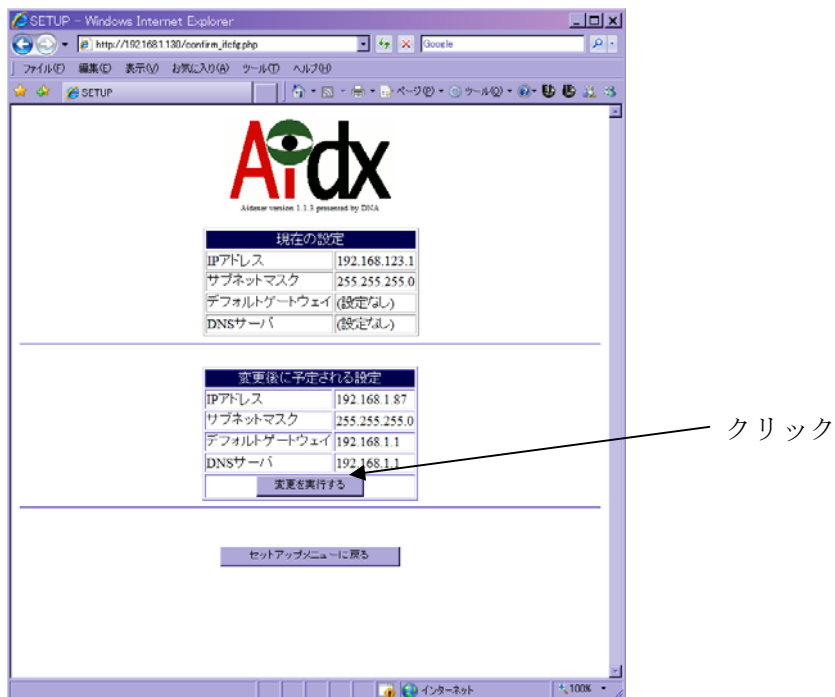 SETUP - Windows Internet Explorer
http://192.168.1.130/confirm_ifcfg.php
Google
ファイル(F) 編集(E) 表示(V) お気に入り(A) ツール(T) ヘルプ(H)
SETUP
ページ(P) ツール(O)
Aidx
Aidxner version 1.1.3 presented by DNA
現在の設定
IPアドレス 192.168.123.1
サブネットマスク 255.255.255.0
デフォルトゲートウェイ (設定なし)
DNSサーバ (設定なし)
変更後に予定される設定
IPアドレス 192.168.1.87
サブネットマスク 255.255.255.0
デフォルトゲートウェイ 192.168.1.1
DNSサーバ 192.168.1.1
変更を実行する
クリック
セットアップメニューに戻る
インターネット 100%